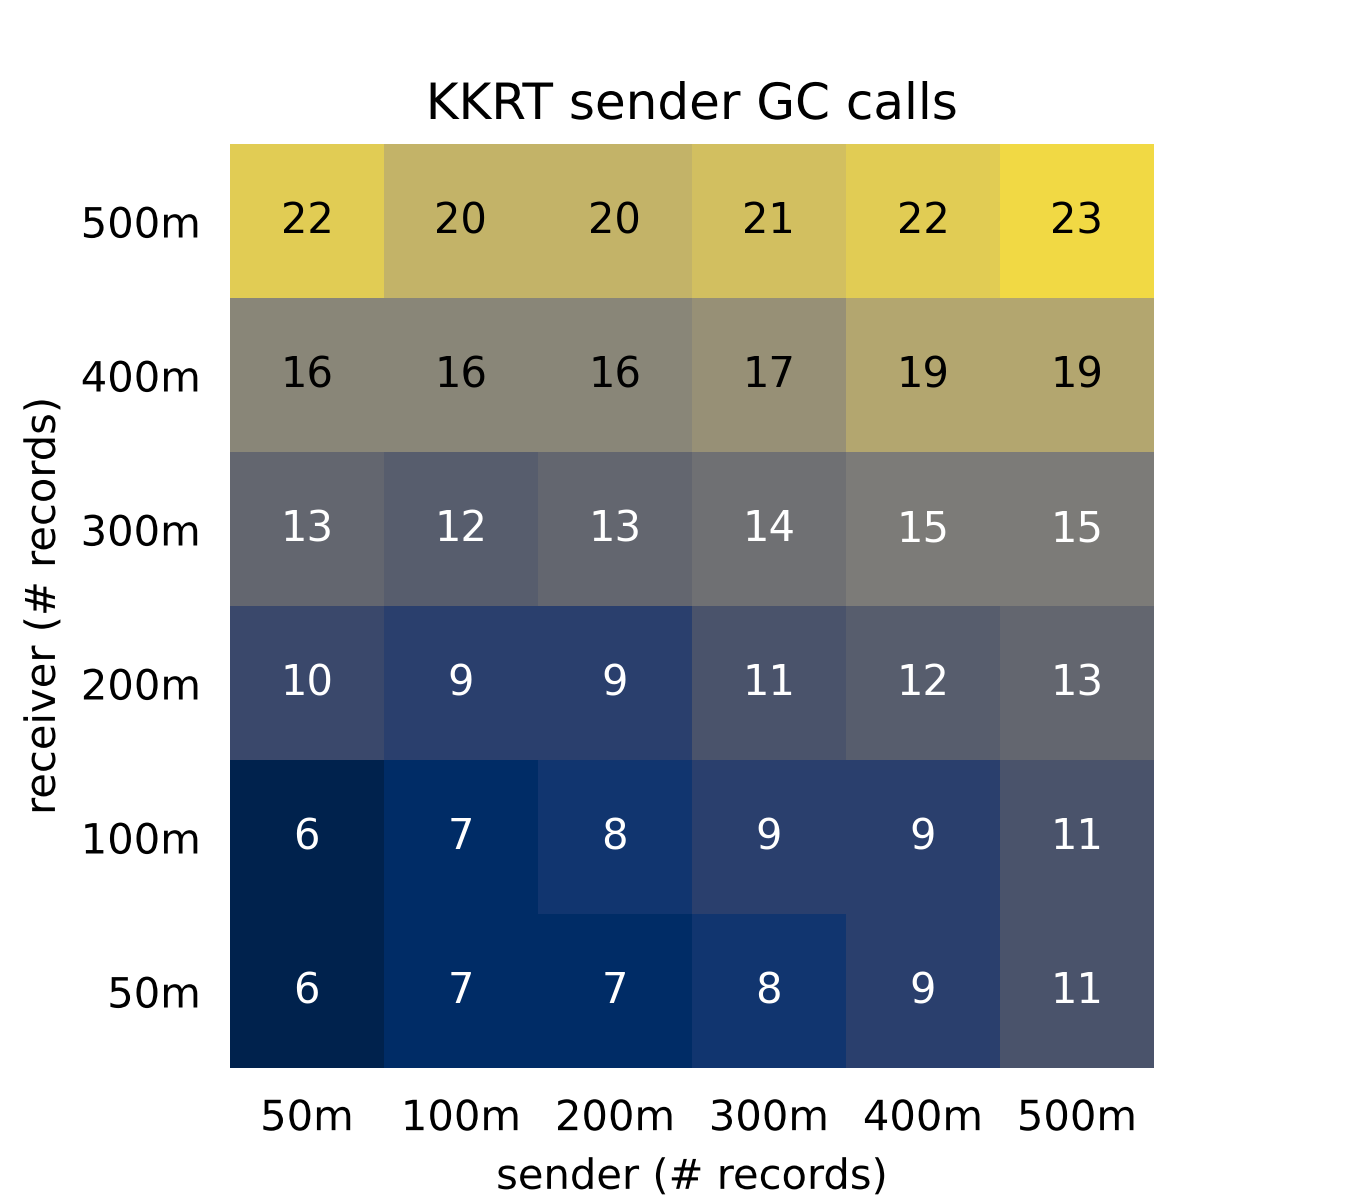 KKRT sender GC calls
500m 22 20 20 21 22 23
400m 16 16 16 17 19 19
300m 13 12 13 14 15 15
200m 10 9 9 11 12 13
100m 6 7 8 9 9 11
50m 6 7 7 8 9 11
receiver (# records)
50m 100m 200m 300m 400m 500m
sender (# records)